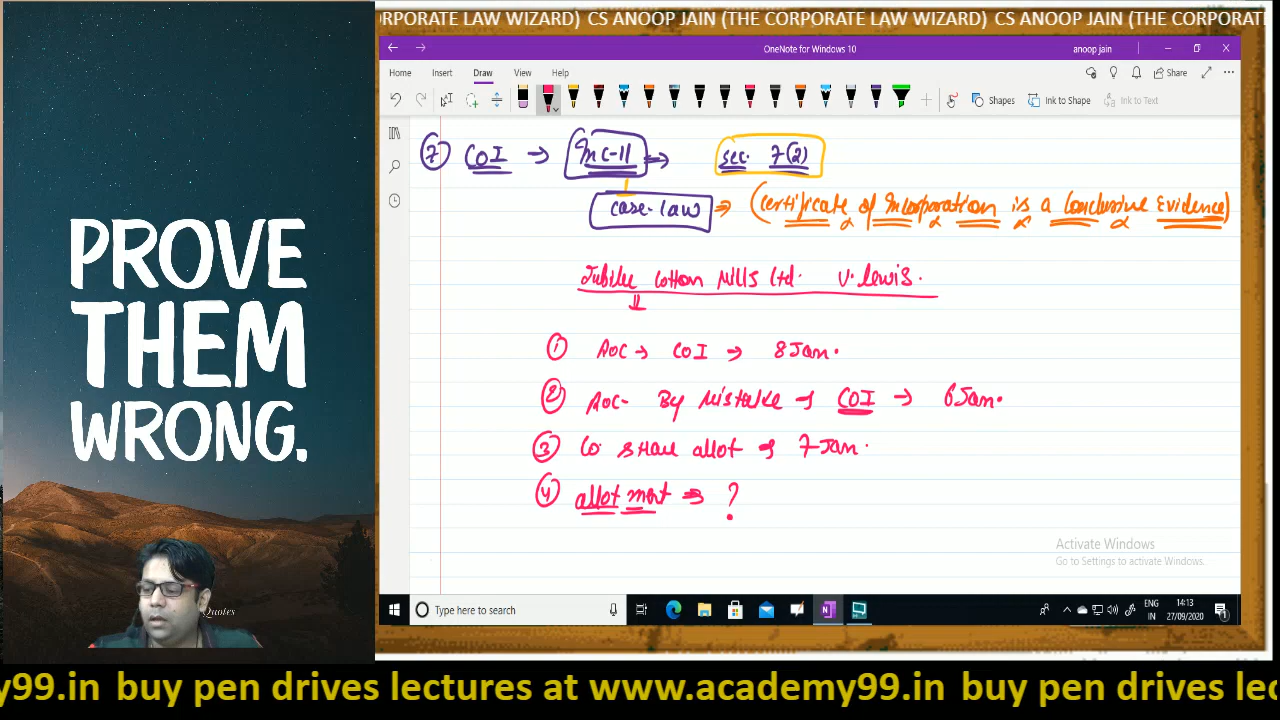 ORPORATE LAW WIZARD) CS ANOOP JAIN (THE CORPORATE LAW WIZARD) CS ANOOP JAIN (THE CORPORAT
OneNote for Windows 10
anoop jain
Home Insert Draw View Help
Share
Shapes Ink to Shape Ink to Text
7 COI → INC-11 ⇒ sec. 7(2)
case-law ⇒ (Certificate of Incorporation is a Conclusive Evidence)
Jubilee Cotton Mills Ltd. V. Lewis.
1 ROC → COI → 8 Jan.
2 ROC- By Mistake → COI → 6 Jan.
3 Co share allot → 7 Jan.
4 allotment ⇒ ?
PROVE
THEM
WRONG.
Quotes
Activate Windows
Go to Settings to activate Windows.
Type here to search
ENG
IN
14:13
27/09/2020
y99.in buy pen drives lectures at www.academy99.in buy pen drives lec